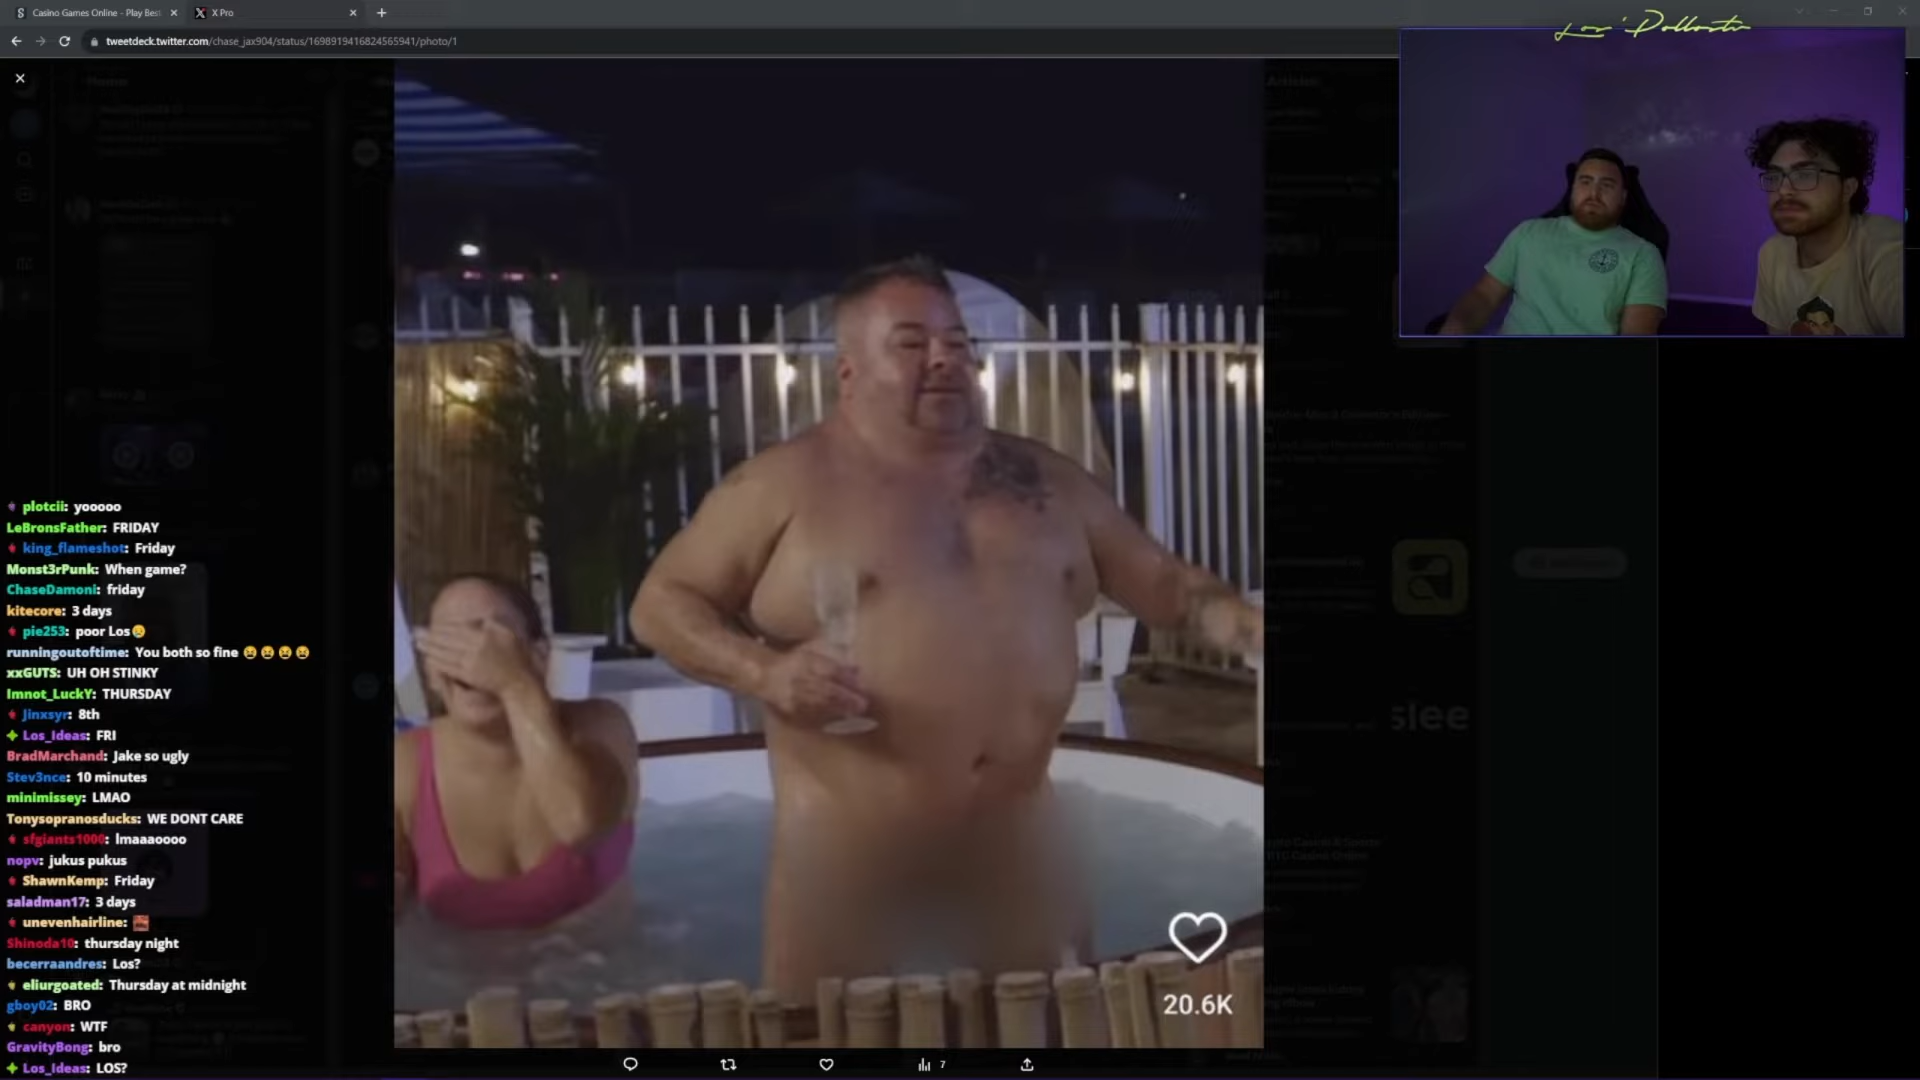 Casino Games Online - Play Bes
X Pro
tweetdeck.twitter.com/chase_jax904/status/1698919416824565941/photo/1
plotcii: yooooo
LeBronsFather: FRIDAY
king_flameshot: Friday
Monst3rPunk: When game?
ChaseDamoni: friday
kitecore: 3 days
pie253: poor Los😢
runningoutoftime: You both so fine 😫😫😫😫
xxGUTS: UH OH STINKY
Imnot_LuckY: THURSDAY
Jinxsyr: 8th
Los_Ideas: FRI
BradMarchand: Jake so ugly
Stev3nce: 10 minutes
minimissey: LMAO
Tonysopranosducks: WE DONT CARE
sfgiants1000: lmaaaoooo
nopv: jukus pukus
ShawnKemp: Friday
saladman17: 3 days
unevenhairline:
Shinoda10: thursday night
becerraandres: Los?
eliurgoated: Thursday at midnight
gboy02: BRO
canyon: WTF
GravityBong: bro
Los_Ideas: LOS?
20.6K
7
slee